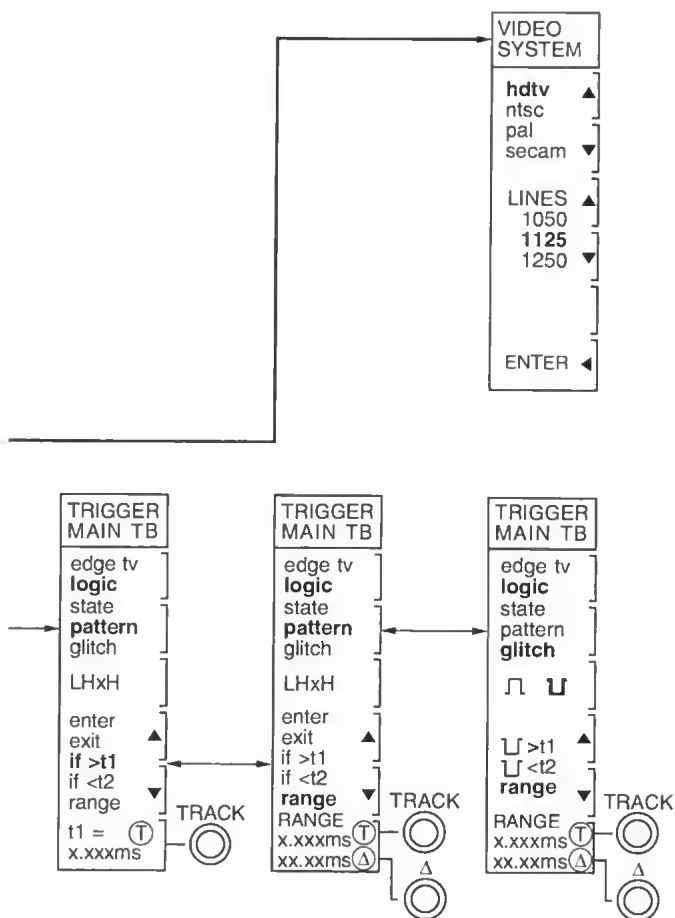 VIDEO
SYSTEM
hdtv
ntsc
pal
secam
LINES
1050
1125
1250
ENTER
TRIGGER
MAIN TB
edge tv
logic
state
pattern
glitch
LHxH
enter
exit
if >t1
if <t2
range
t1 = T
x.xxxms
TRACK
TRIGGER
MAIN TB
edge tv
logic
state
pattern
glitch
LHxH
enter
exit
if >t1
if <t2
range
RANGE
x.xxxms T
xx.xxms Δ
TRACK
Δ
TRIGGER
MAIN TB
edge tv
logic
state
pattern
glitch
>t1
<t2
range
RANGE
x.xxxms T
xx.xxms Δ
TRACK
Δ